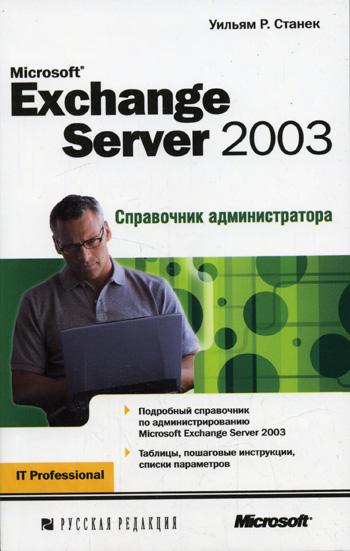 Уильям Р. Станек
Microsoft®
Exchange
Server 2003
Справочник администратора
Подробный справочник
по администрированию
Microsoft Exchange Server 2003
Таблицы, пошаговые инструкции,
списки параметров
IT Professional
РУССКАЯ РЕДАКЦИЯ
Microsoft®